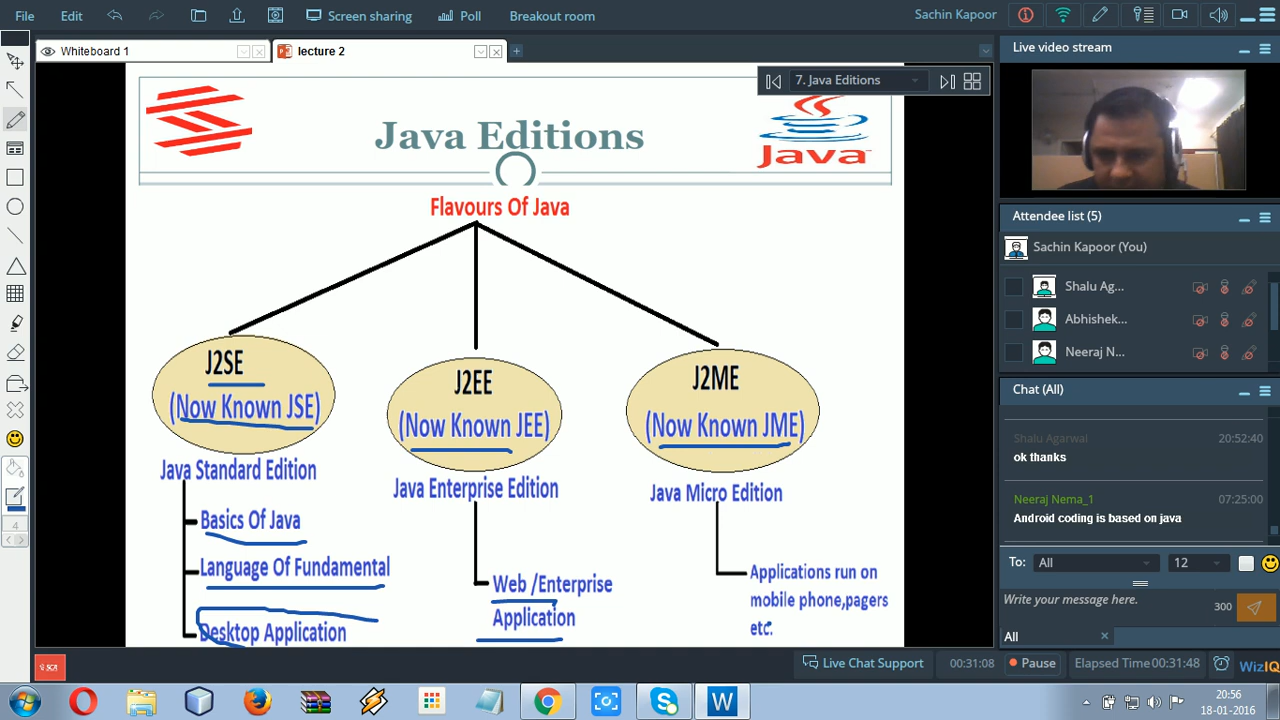 File Edit Screen sharing Poll Breakout room Sachin Kapoor
Whiteboard 1 lecture 2
7. Java Editions
Java Editions
Java
Flavours Of Java
J2SE
(Now Known JSE)
Java Standard Edition
Basics Of Java
Language Of Fundamental
Desktop Application
J2EE
(Now Known JEE)
Java Enterprise Edition
Web /Enterprise
Application
J2ME
(Now Known JME)
Java Micro Edition
Applications run on
mobile phone,pagers
etc.
Live video stream
Attendee list (5)
Sachin Kapoor (You)
Shalu Ag...
Abhishek...
Neeraj N...
Chat (All)
Shalu Agarwal 20:52:40
ok thanks
Neeraj Nema_1 07:25:00
Android coding is based on java
To: All 12
Write your message here. 300
All
4
Live Chat Support 00:31:08 Pause Elapsed Time 00:31:48 WizIQ
20:56
18-01-2016